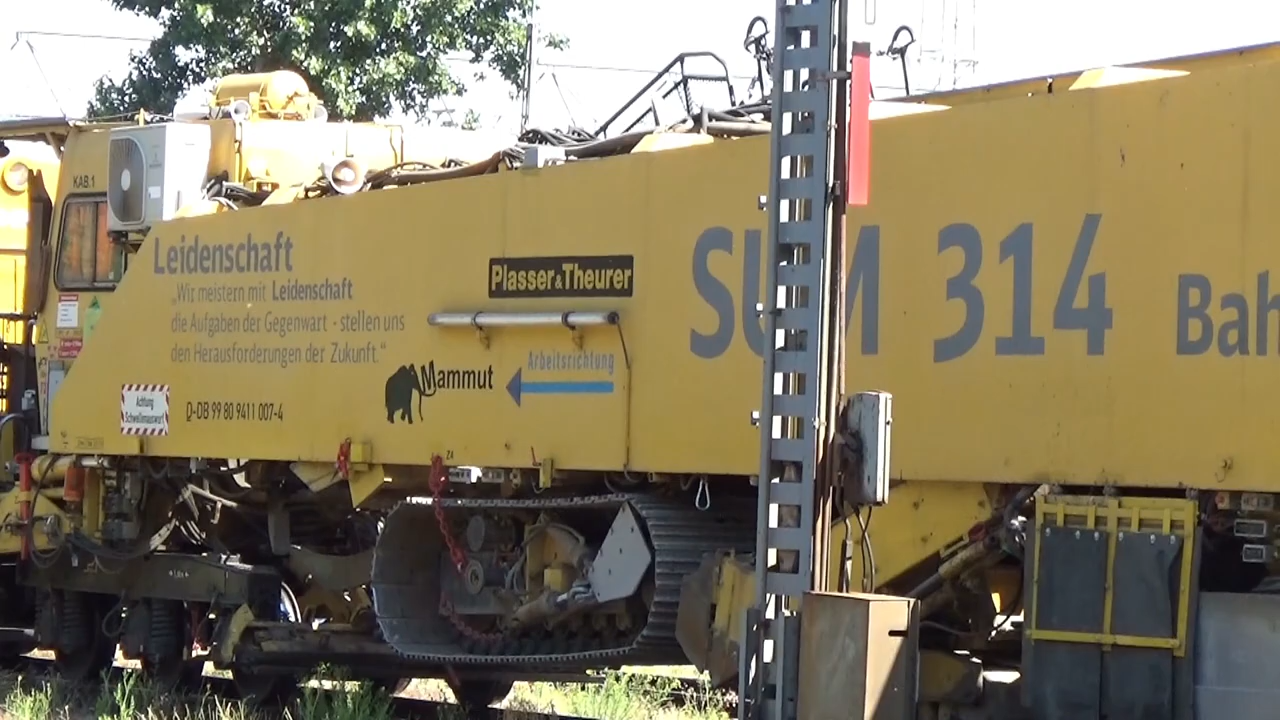 KAB.1
Leidenschaft
„Wir meistern mit Leidenschaft
die Aufgaben der Gegenwart - stellen uns
den Herausforderungen der Zukunft."
Plasser&Theurer
Mammut
Arbeitsrichtung
Achtung
Schwellenauswurf
D-DB 99 80 9411 007-4
ZA
314
Bah